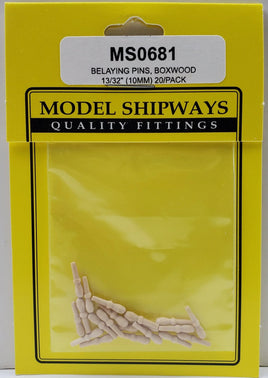 MS0681
BELAYING PINS, BOXWOOD
13/32" (10MM) 20/PACK
MODEL SHIPWAYS
QUALITY FITTINGS